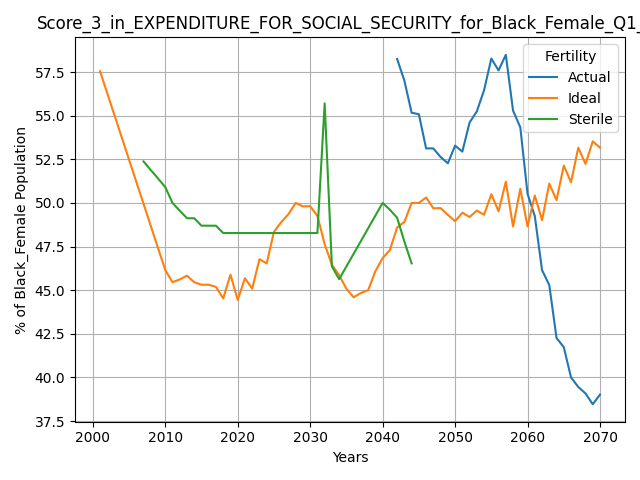 Score_3_in_EXPENDITURE_FOR_SOCIAL_SECURITY_for_Black_Female_Q1_
Fertility
Actual
Ideal
Sterile
% of Black_Female Population
57.5
55.0
52.5
50.0
47.5
45.0
42.5
40.0
37.5
2000 2010 2020 2030 2040 2050 2060 2070
Years